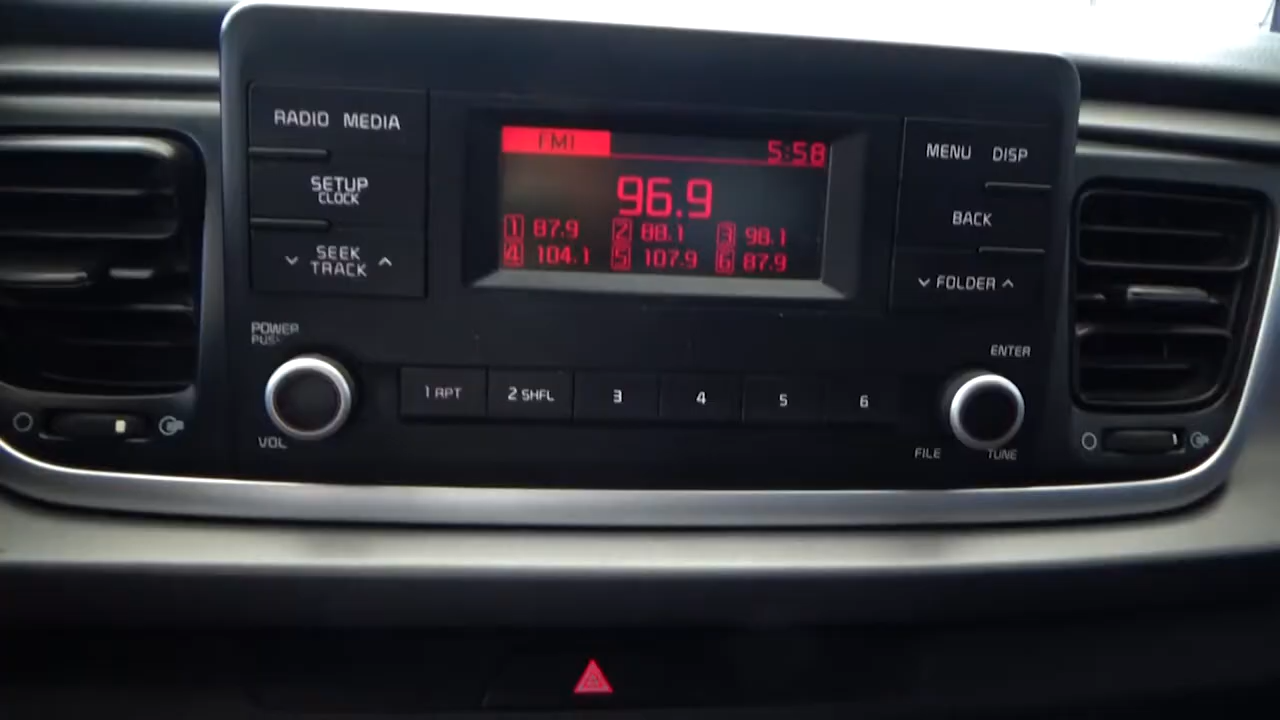 RADIO MEDIA
SETUP
CLOCK
SEEK
TRACK
POWER
PUSH
VOL
FM1 5:58
96.9
1 87.9 2 88.1 3 98.1
4 104.1 5 107.9 6 87.9
MENU DISP
BACK
FOLDER
ENTER
1 RPT 2 SHFL 3 4 5 6
FILE TUNE